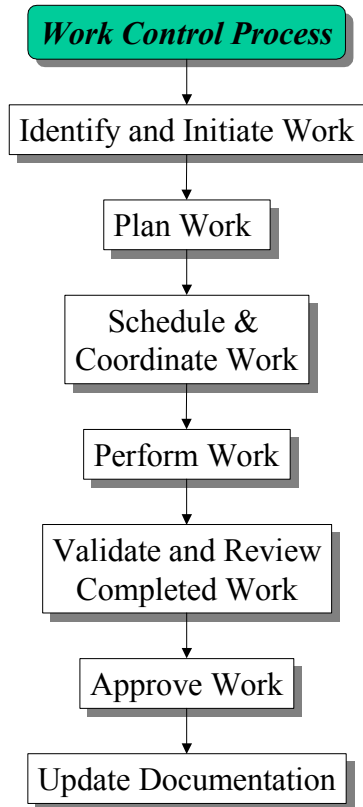 Work Control Process
Identify and Initiate Work
Plan Work
Schedule &
Coordinate Work
Perform Work
Validate and Review
Completed Work
Approve Work
Update Documentation